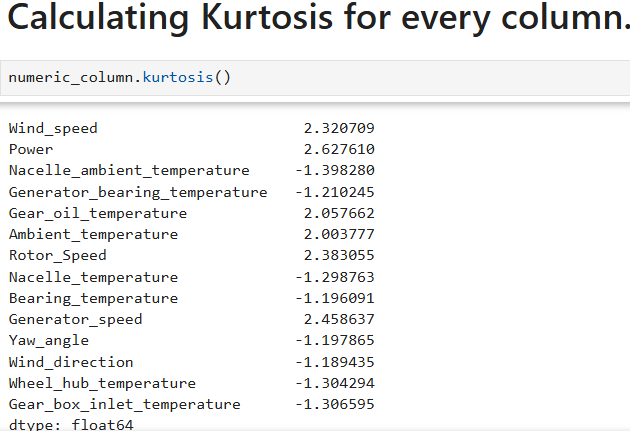 Calculating Kurtosis for every column.
numeric_column.kurtosis()
Wind_speed 2.320709
Power 2.627610
Nacelle_ambient_temperature -1.398280
Generator_bearing_temperature -1.210245
Gear_oil_temperature 2.057662
Ambient_temperature 2.003777
Rotor_Speed 2.383055
Nacelle_temperature -1.298763
Bearing_temperature -1.196091
Generator_speed 2.458637
Yaw_angle -1.197865
Wind_direction -1.189435
Wheel_hub_temperature -1.304294
Gear_box_inlet_temperature -1.306595
dtype: float64